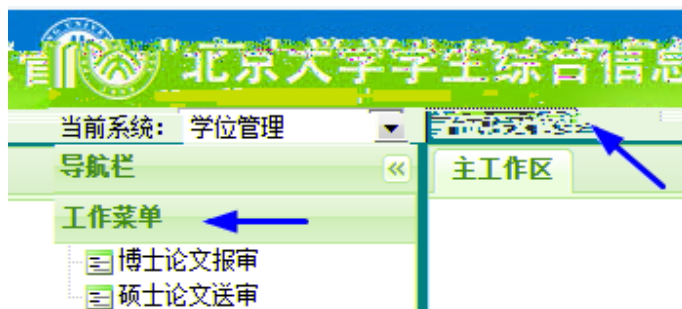 北京大学学生综合信息
当前系统： 学位管理
导航栏
主工作区
工作菜单
博士论文报审
硕士论文送审